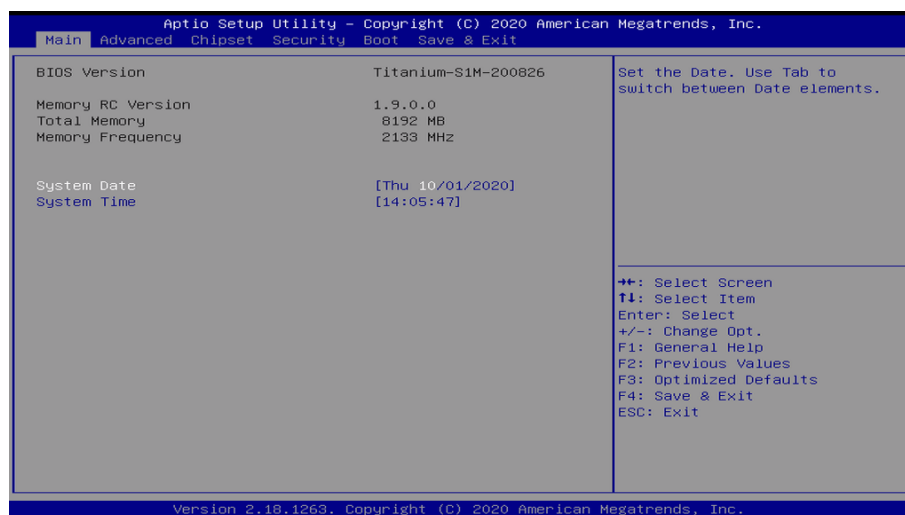 Aptio Setup Utility – Copyright (C) 2020 American Megatrends, Inc.
Main Advanced Chipset Security Boot Save & Exit
BIOS Version Titanium-S1M-200826
Memory RC Version 1.9.0.0
Total Memory 8192 MB
Memory Frequency 2133 MHz
System Date [Thu 10/01/2020]
System Time [14:05:47]
Set the Date. Use Tab to
switch between Date elements.
→←: Select Screen
↑↓: Select Item
Enter: Select
+/-: Change Opt.
F1: General Help
F2: Previous Values
F3: Optimized Defaults
F4: Save & Exit
ESC: Exit
Version 2.18.1263. Copyright (C) 2020 American Megatrends, Inc.